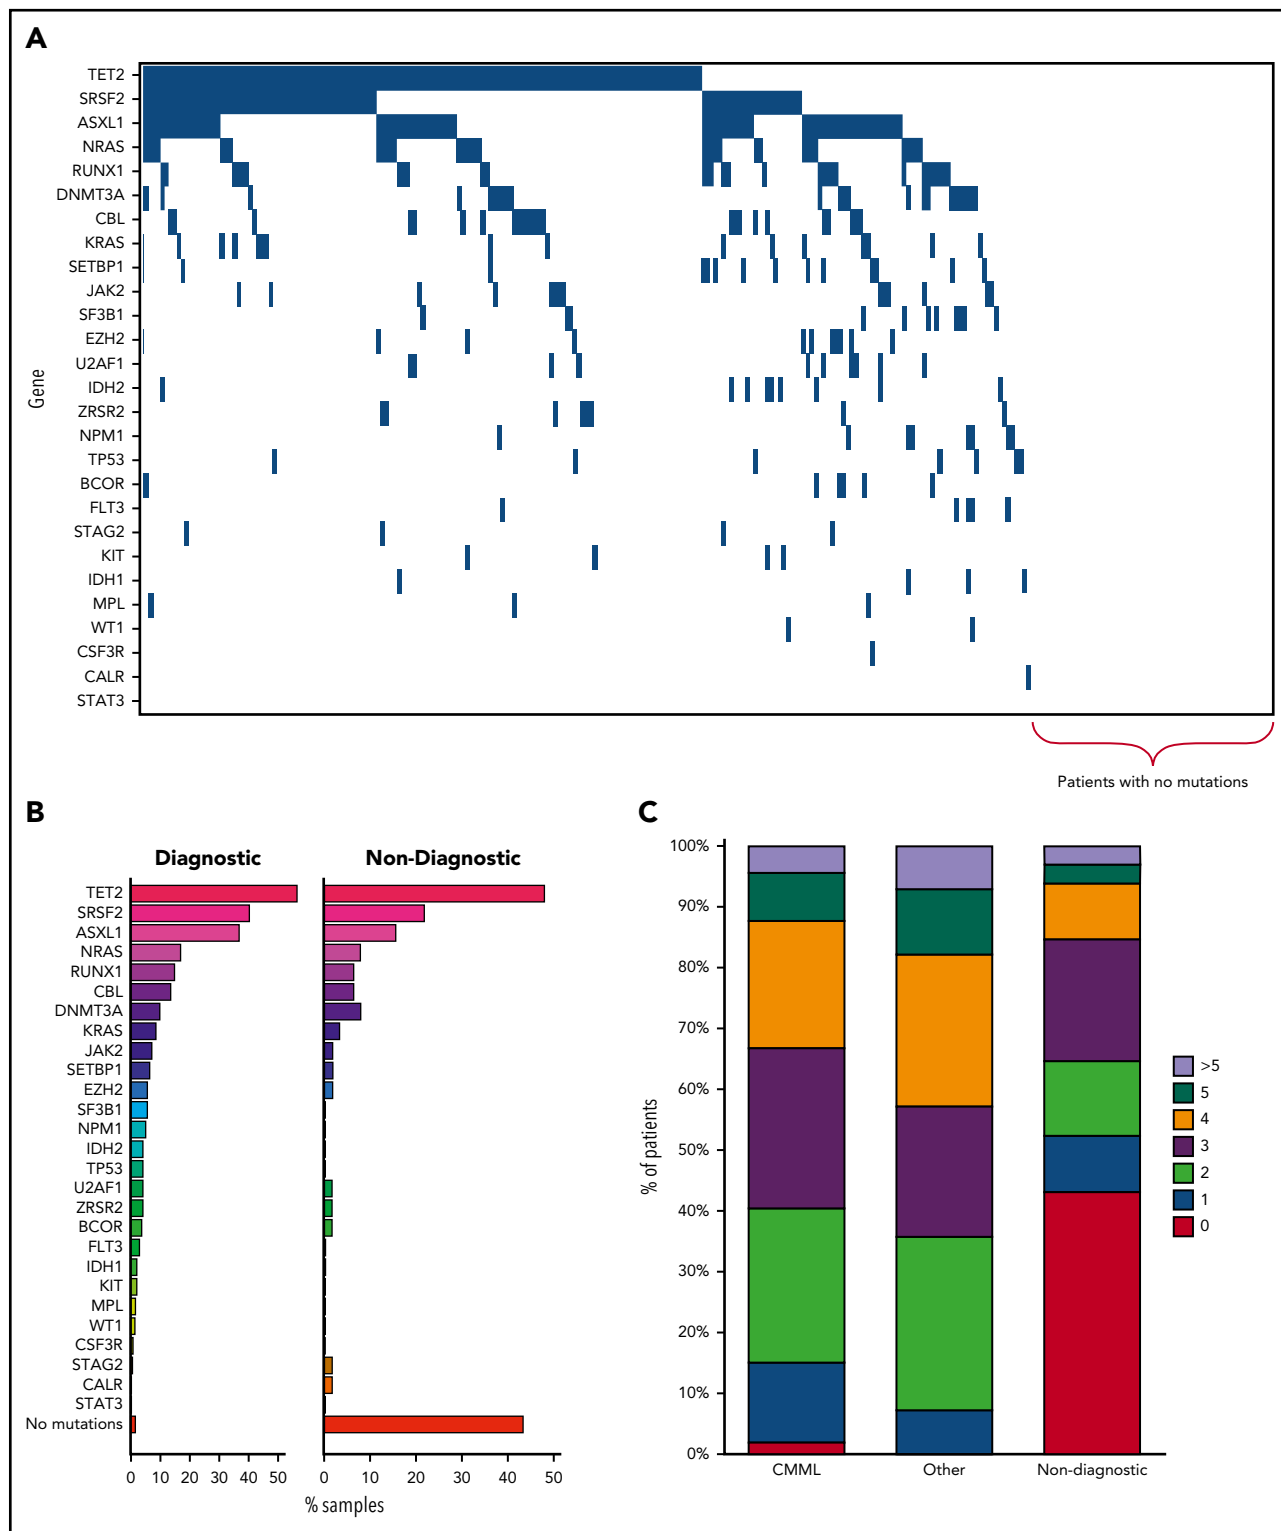 A
TET2
SRSF2
ASXL1
NRAS
RUNX1
DNMT3A
CBL
KRAS
SETBP1
JAK2
SF3B1
EZH2
U2AF1
IDH2
ZRSR2
NPM1
TP53
BCOR
FLT3
STAG2
KIT
IDH1
MPL
WT1
CSF3R
CALR
STAT3
Gene
Patients with no mutations
B
Diagnostic
Non-Diagnostic
TET2
SRSF2
ASXL1
NRAS
RUNX1
CBL
DNMT3A
KRAS
JAK2
SETBP1
EZH2
SF3B1
NPM1
IDH2
TP53
U2AF1
ZRSR2
BCOR
FLT3
IDH1
KIT
MPL
WT1
CSF3R
STAG2
CALR
STAT3
No mutations
0 10 20 30 40 50
0 10 20 30 40 50
% samples
C
100%
90%
80%
70%
60%
50%
40%
30%
20%
10%
0%
% of patients
CMML
Other
Non-diagnostic
>5
5
4
3
2
1
0